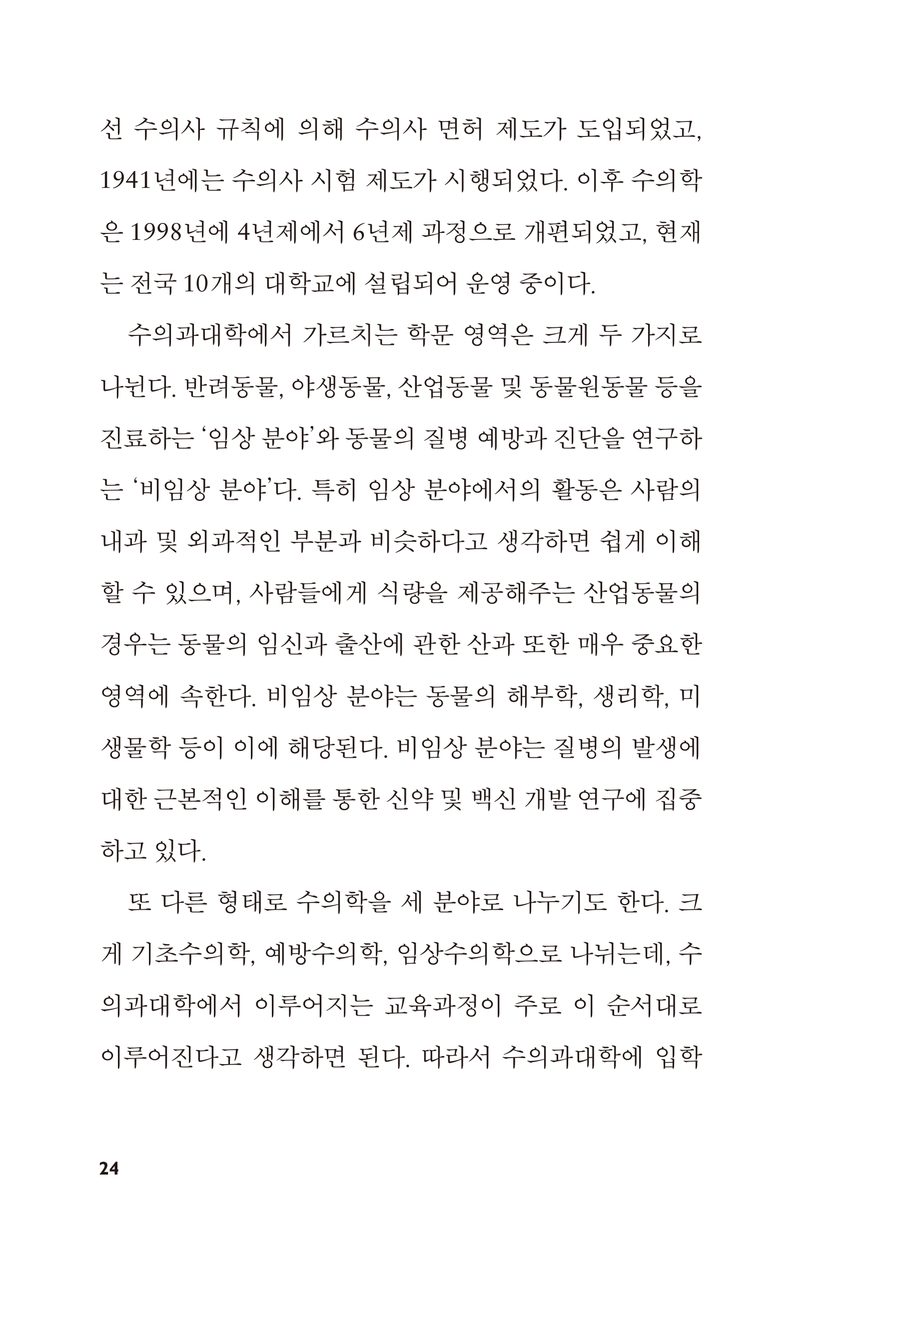 선 수의사 규칙에 의해 수의사 면허 제도가 도입되었고,
1941년에는 수의사 시험 제도가 시행되었다. 이후 수의학
은 1998년에 4년제에서 6년제 과정으로 개편되었고, 현재
는 전국 10개의 대학교에 설립되어 운영 중이다.
수의과대학에서 가르치는 학문 영역은 크게 두 가지로
나뉜다. 반려동물, 야생동물, 산업동물 및 동물원동물 등을
진료하는 ‘임상 분야’와 동물의 질병 예방과 진단을 연구하
는 ‘비임상 분야’다. 특히 임상 분야에서의 활동은 사람의
내과 및 외과적인 부분과 비슷하다고 생각하면 쉽게 이해
할 수 있으며, 사람들에게 식량을 제공해주는 산업동물의
경우는 동물의 임신과 출산에 관한 산과 또한 매우 중요한
영역에 속한다. 비임상 분야는 동물의 해부학, 생리학, 미
생물학 등이 이에 해당된다. 비임상 분야는 질병의 발생에
대한 근본적인 이해를 통한 신약 및 백신 개발 연구에 집중
하고 있다.
또 다른 형태로 수의학을 세 분야로 나누기도 한다. 크
게 기초수의학, 예방수의학, 임상수의학으로 나뉘는데, 수
의과대학에서 이루어지는 교육과정이 주로 이 순서대로
이루어진다고 생각하면 된다. 따라서 수의과대학에 입학
24